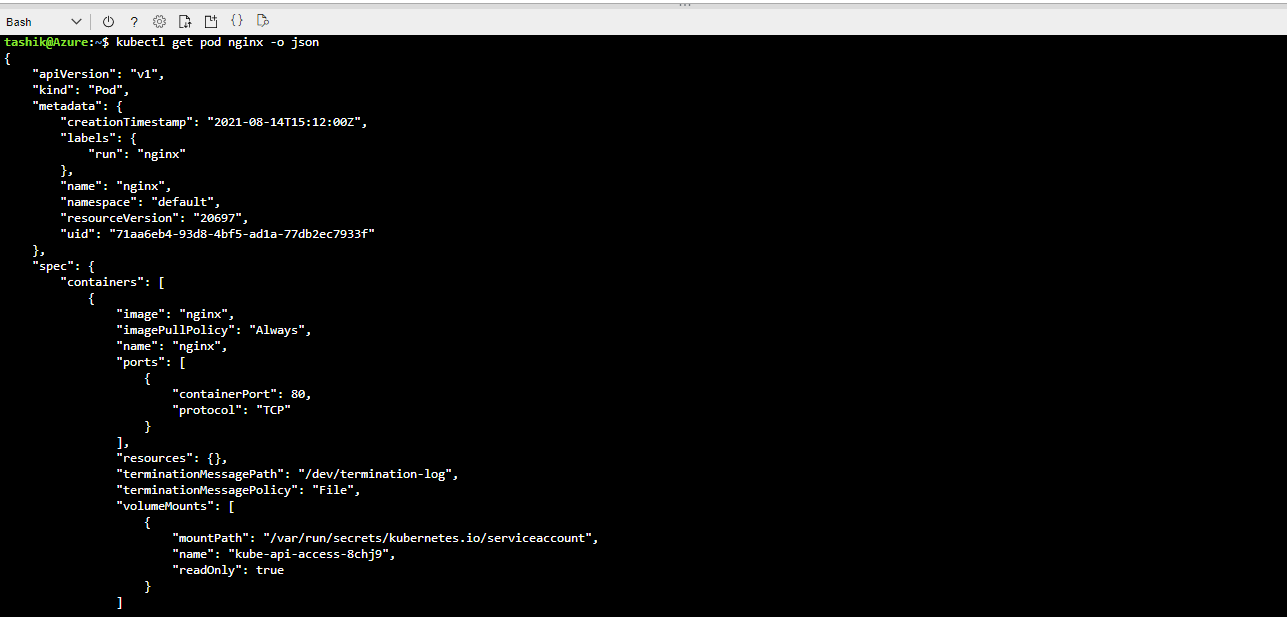 Bash
tashik@Azure:~$ kubectl get pod nginx -o json
{
    "apiVersion": "v1",
    "kind": "Pod",
    "metadata": {
        "creationTimestamp": "2021-08-14T15:12:00Z",
        "labels": {
            "run": "nginx"
        },
        "name": "nginx",
        "namespace": "default",
        "resourceVersion": "20697",
        "uid": "71aa6eb4-93d8-4bf5-ad1a-77db2ec7933f"
    },
    "spec": {
        "containers": [
            {
                "image": "nginx",
                "imagePullPolicy": "Always",
                "name": "nginx",
                "ports": [
                    {
                        "containerPort": 80,
                        "protocol": "TCP"
                    }
                ],
                "resources": {},
                "terminationMessagePath": "/dev/termination-log",
                "terminationMessagePolicy": "File",
                "volumeMounts": [
                    {
                        "mountPath": "/var/run/secrets/kubernetes.io/serviceaccount",
                        "name": "kube-api-access-8chj9",
                        "readOnly": true
                    }
                ]